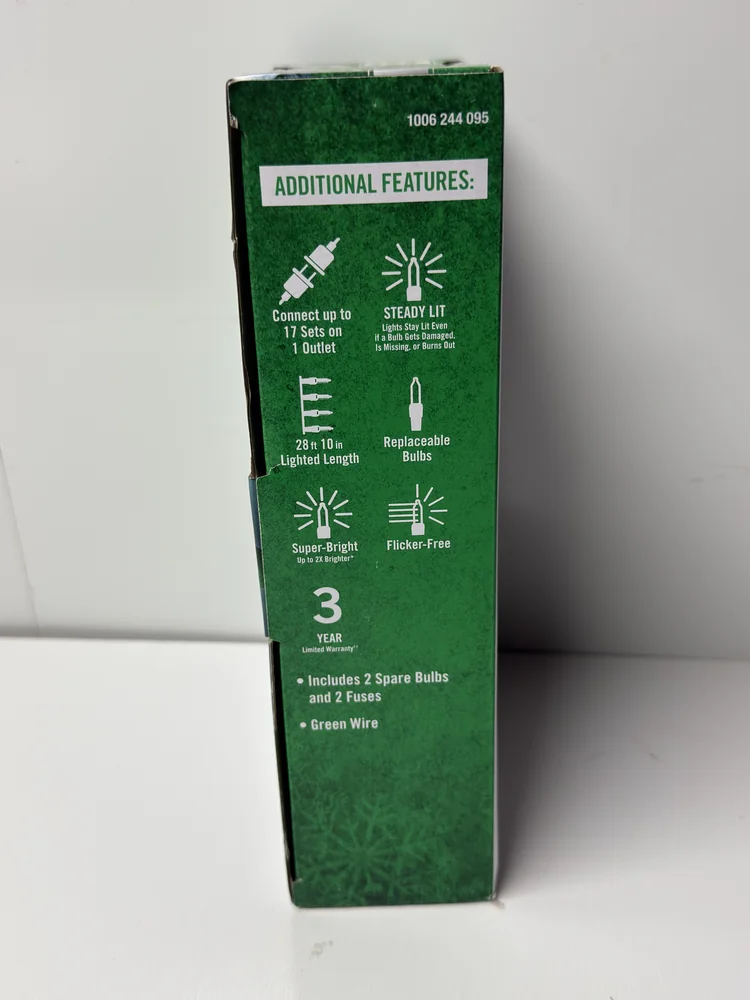 1006 244 095
ADDITIONAL FEATURES:
Connect up to
17 Sets on
1 Outlet
STEADY LIT
Lights Stay Lit Even
if a Bulb Gets Damaged,
Is Missing, or Burns Out
28 ft 10 in
Lighted Length
Replaceable
Bulbs
Super-Bright
Up to 2X Brighter*
Flicker-Free
3
YEAR
Limited Warranty††
• Includes 2 Spare Bulbs
and 2 Fuses
• Green Wire